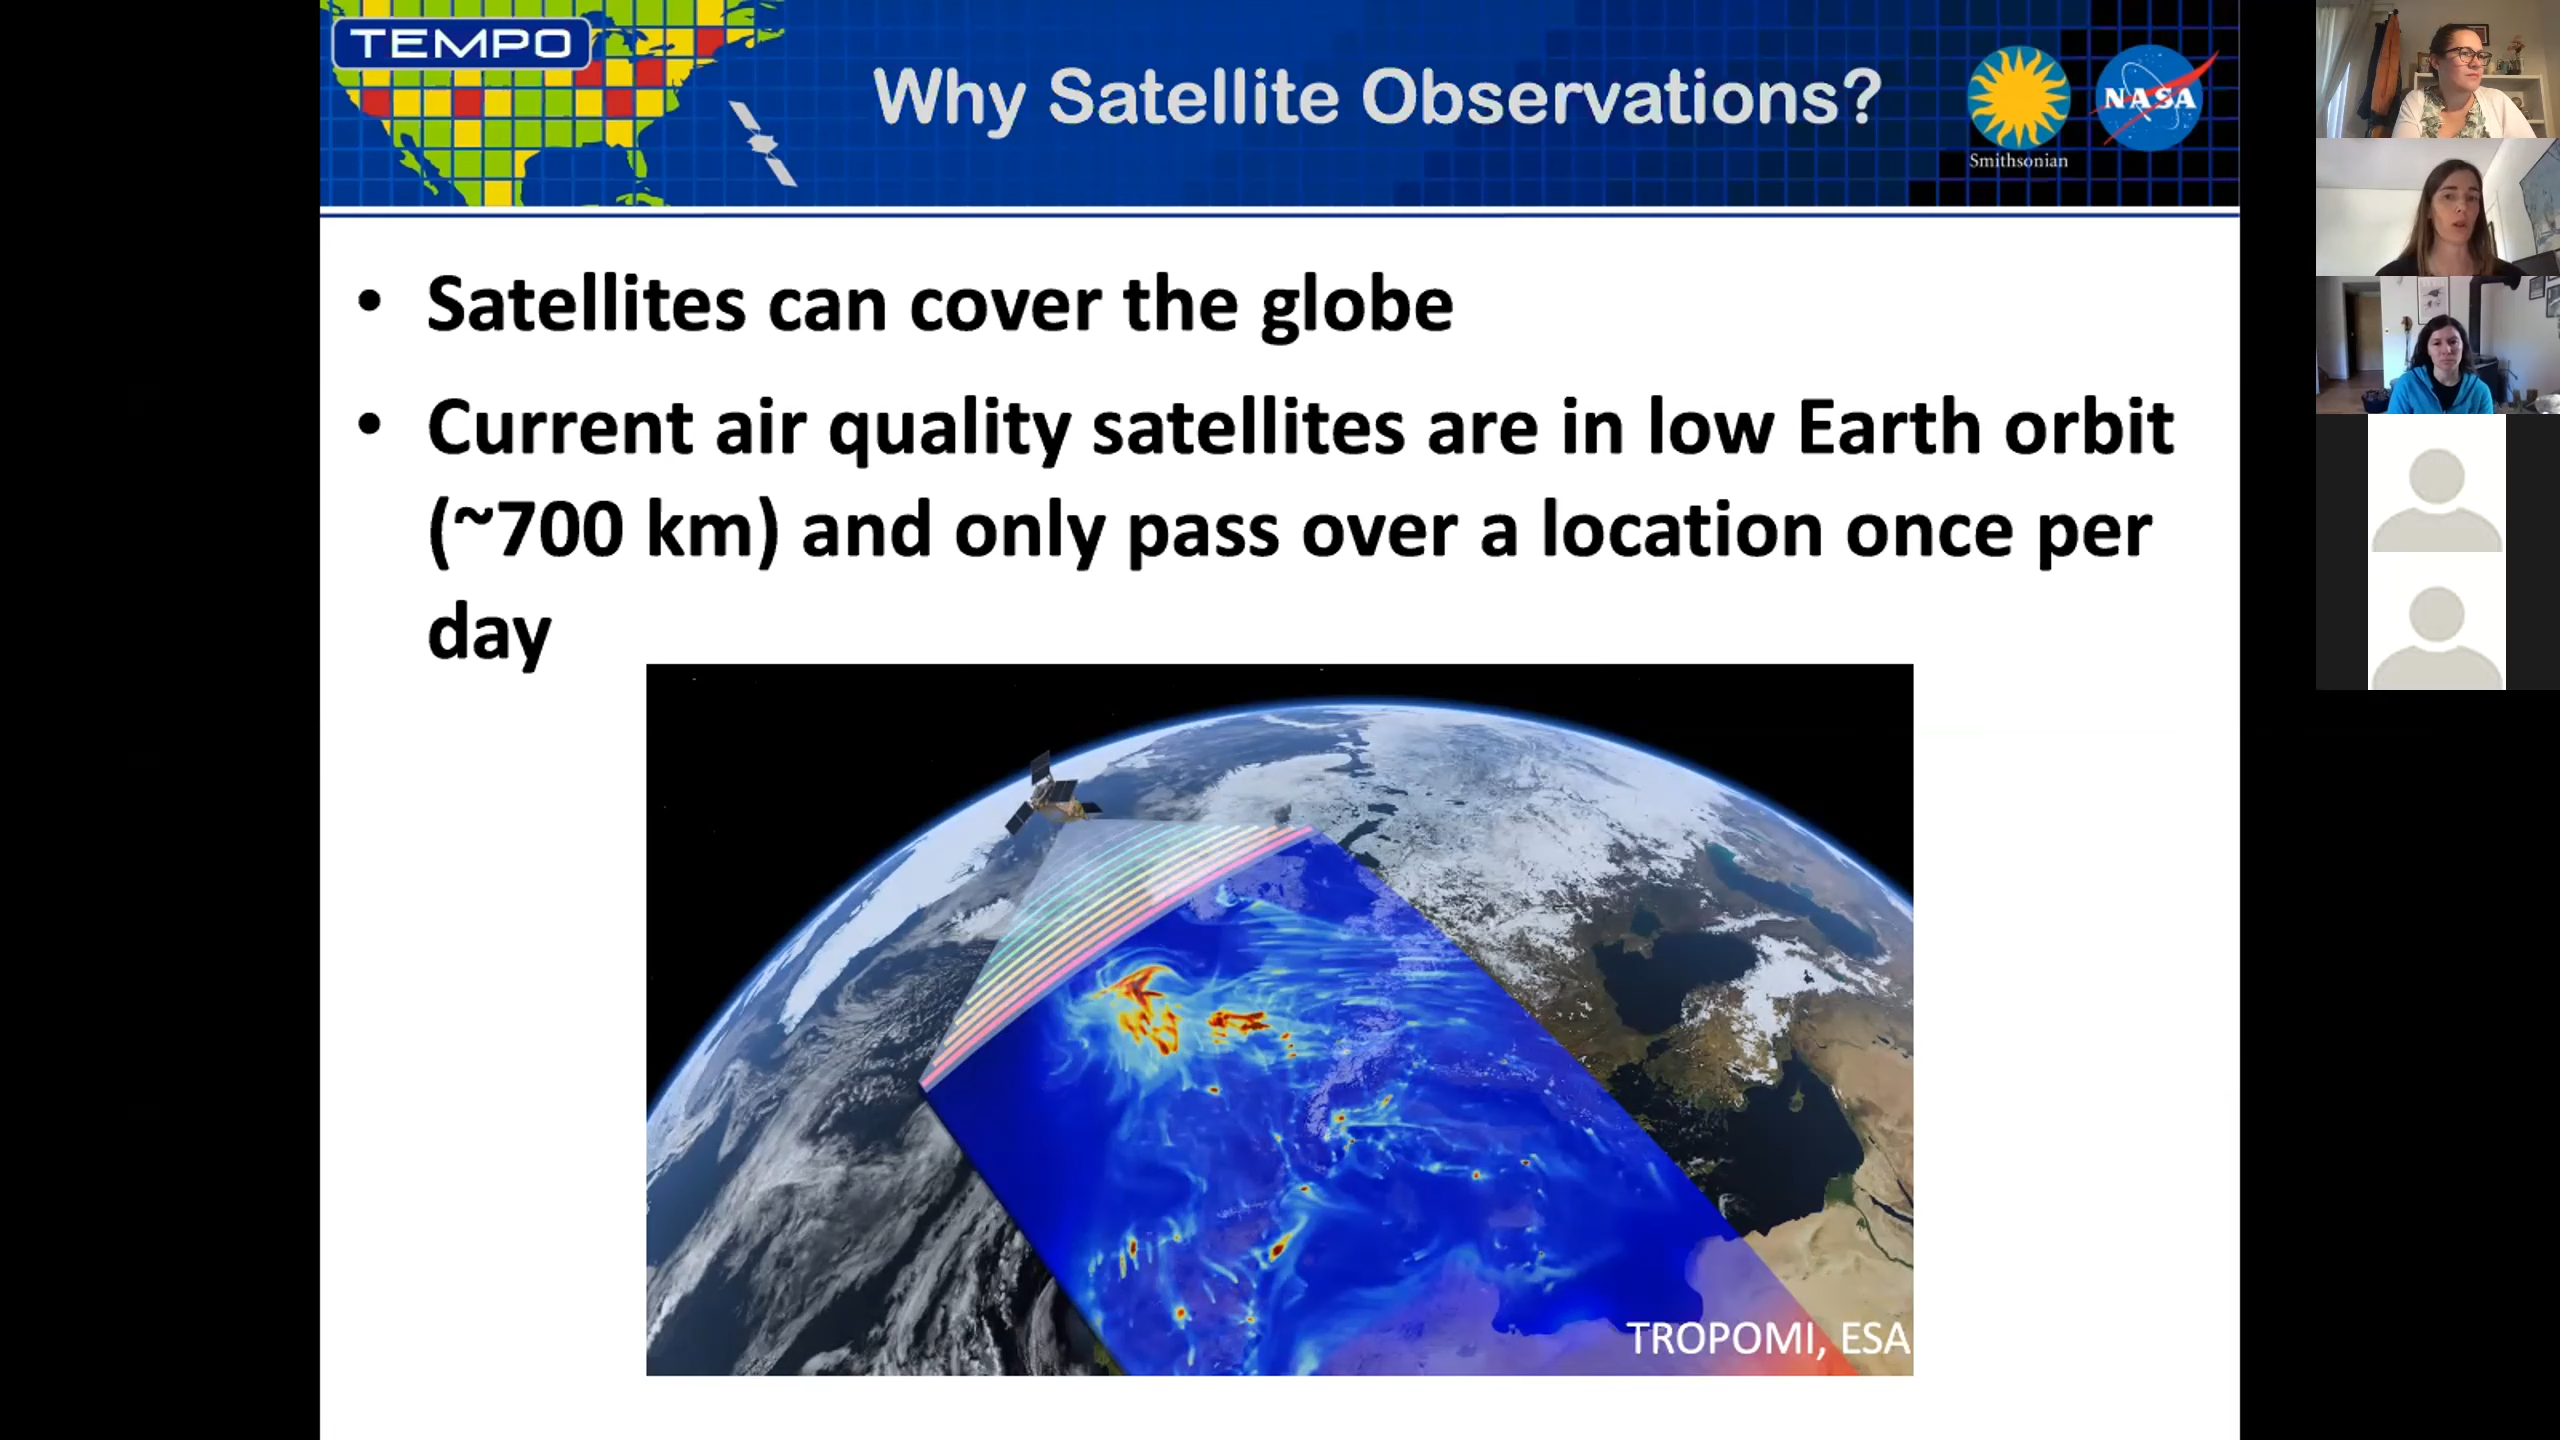 TEMPO
Why Satellite Observations?
Smithsonian
NASA
• Satellites can cover the globe
• Current air quality satellites are in low Earth orbit
(~700 km) and only pass over a location once per
day
TROPOMI, ESA